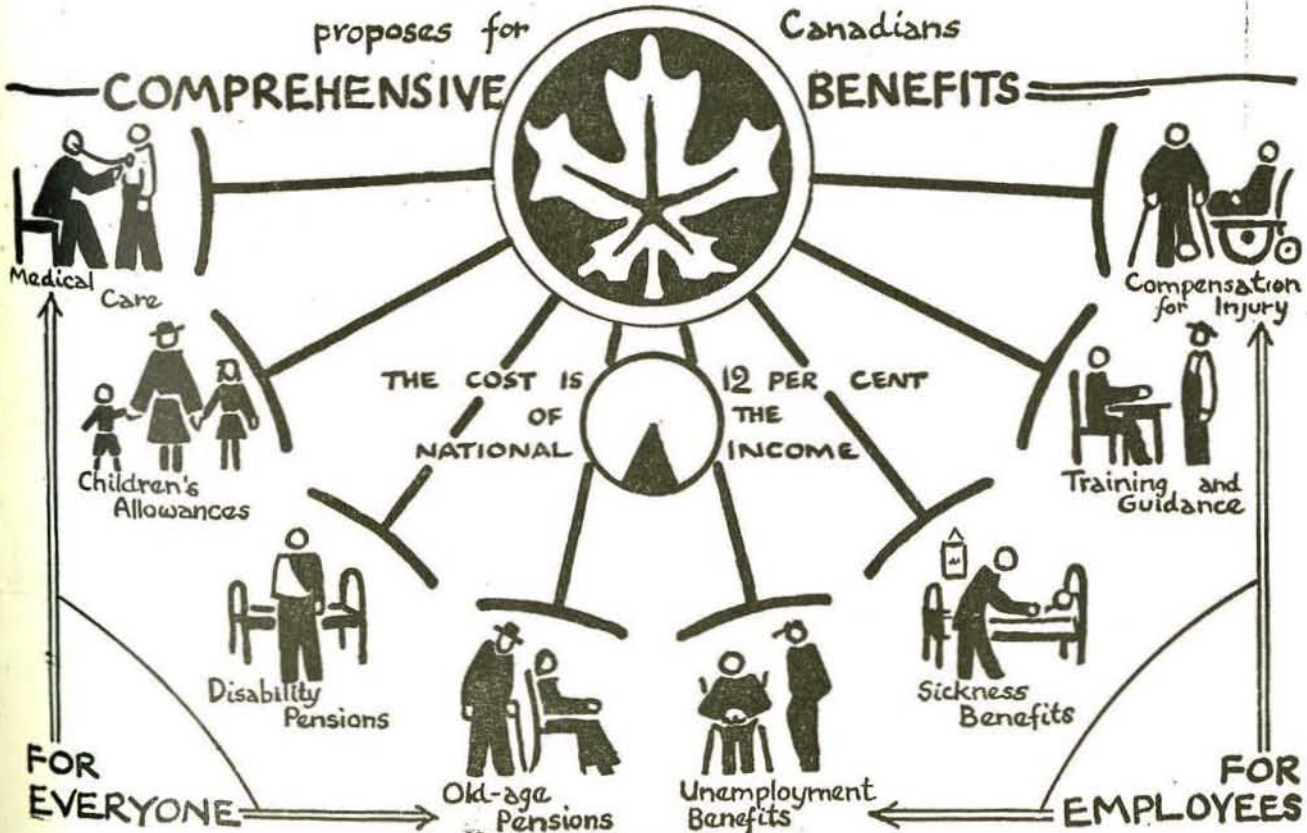 proposes for Canadians
COMPREHENSIVE BENEFITS
Medical
Care
Children's
Allowances
Disability
Pensions
Old-age
Pensions
THE COST IS 12 PER CENT
OF THE
NATIONAL INCOME
Compensation
for Injury
Training and
Guidance
Sickness
Benefits
Unemployment
Benefits
FOR
EVERYONE
FOR
EMPLOYEES